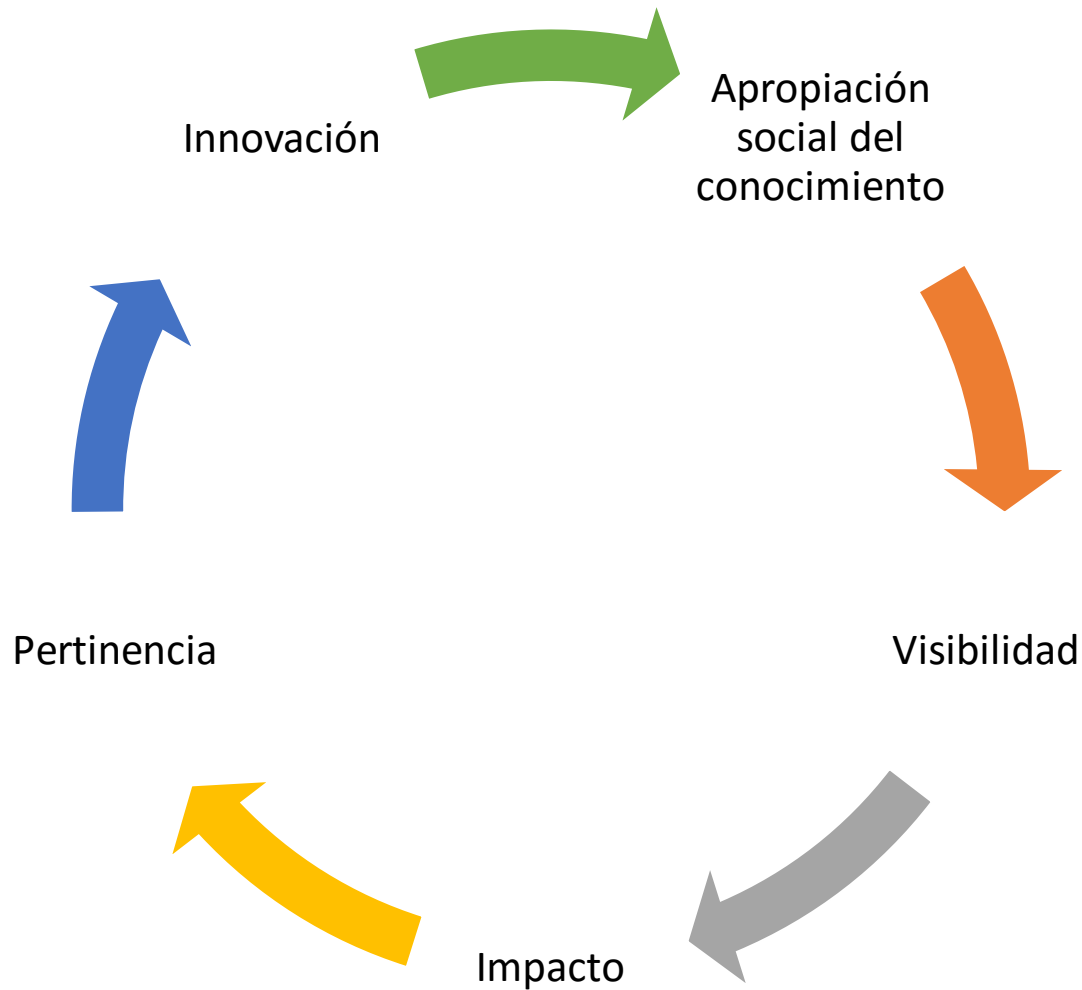 Innovación
Apropiación
social del
conocimiento
Visibilidad
Impacto
Pertinencia